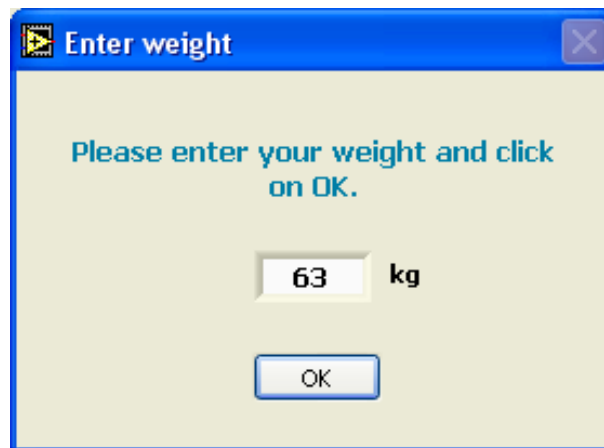 Enter weight
Please enter your weight and click
on OK.
63 kg
OK